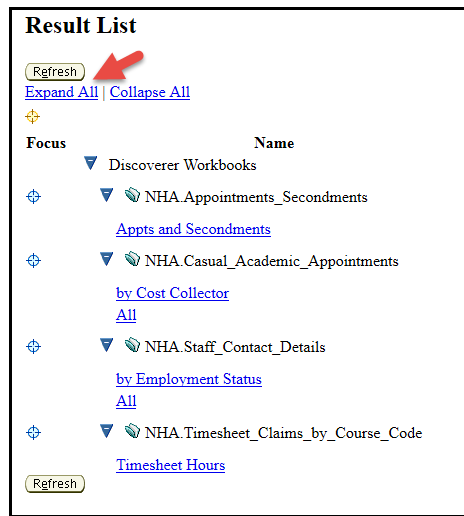 Result List
Refresh
Expand All | Collapse All
Focus Name
Discoverer Workbooks
NHA.Appointments_Secondments
Appts and Secondments
NHA.Casual_Academic_Appointments
by Cost Collector
All
NHA.Staff_Contact_Details
by Employment Status
All
NHA.Timesheet_Claims_by_Course_Code
Timesheet Hours
Refresh